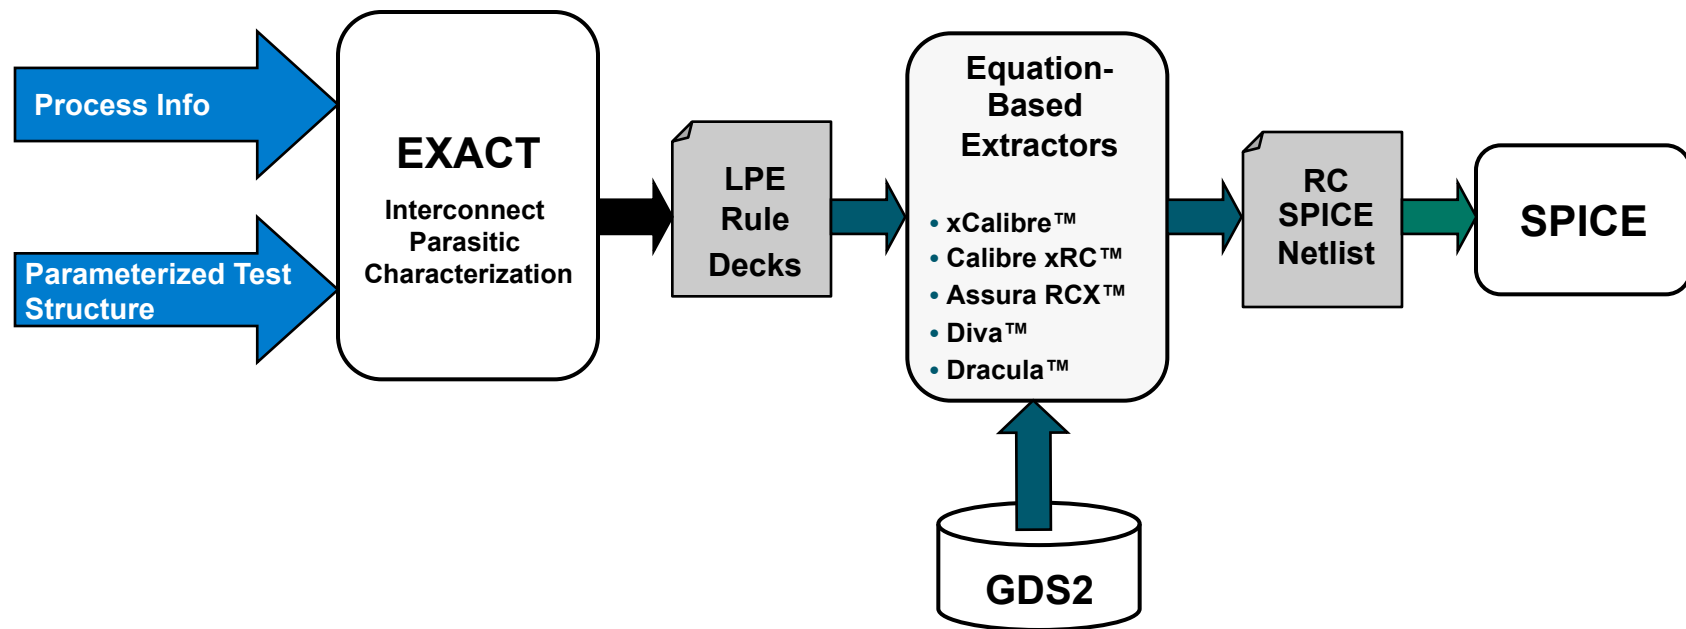 Process Info
Parameterized Test
Structure
EXACT
Interconnect
Parasitic
Characterization
LPE
Rule
Decks
Equation-
Based
Extractors
• xCalibre™
• Calibre xRC™
• Assura RCX™
• Diva™
• Dracula™
GDS2
RC
SPICE
Netlist
SPICE